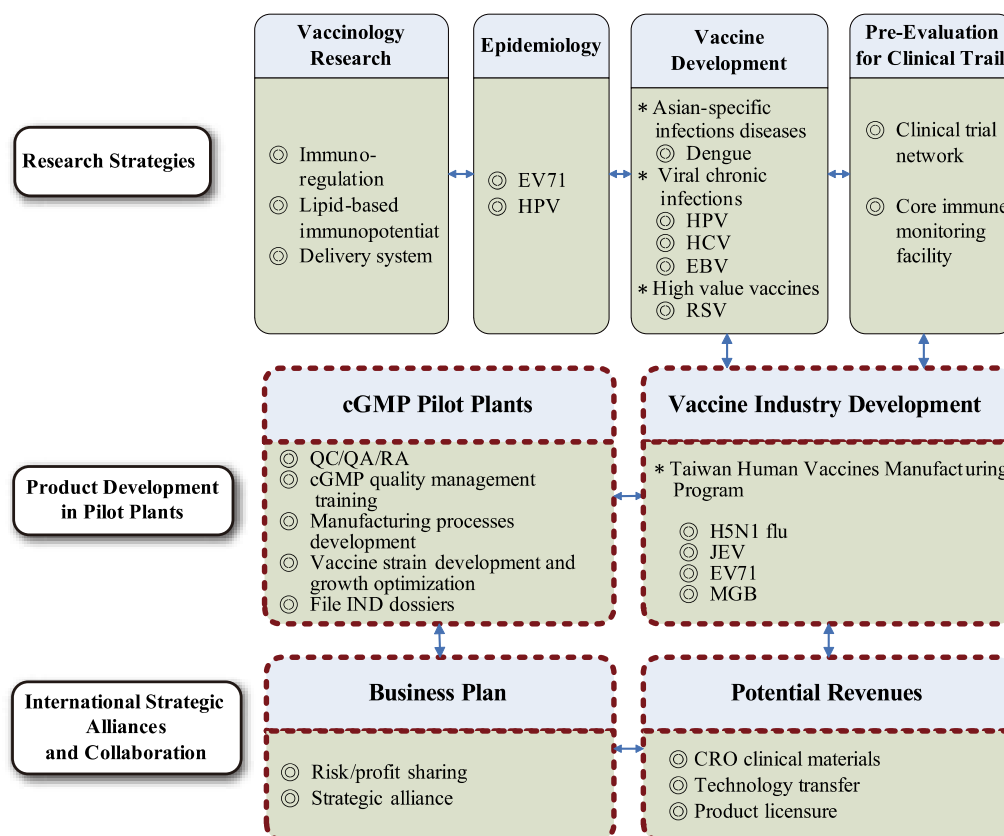 Vaccinology
Research
Epidemiology
Vaccine
Development
Pre-Evaluation
for Clinical Trail
Research Strategies
◎ Immuno-
regulation
◎ Lipid-based
immunopotentiat
◎ Delivery system
◎ EV71
◎ HPV
* Asian-specific
infections diseases
◎ Dengue
* Viral chronic
infections
◎ HPV
◎ HCV
◎ EBV
* High value vaccines
◎ RSV
◎ Clinical trial
network
◎ Core immune
monitoring
facility
Product Development
in Pilot Plants
cGMP Pilot Plants
◎ QC/QA/RA
◎ cGMP quality management
training
◎ Manufacturing processes
development
◎ Vaccine strain development and
growth optimization
◎ File IND dossiers
Vaccine Industry Development
* Taiwan Human Vaccines Manufacturing
Program
◎ H5N1 flu
◎ JEV
◎ EV71
◎ MGB
International Strategic
Alliances
and Collaboration
Business Plan
◎ Risk/profit sharing
◎ Strategic alliance
Potential Revenues
◎ CRO clinical materials
◎ Technology transfer
◎ Product licensure